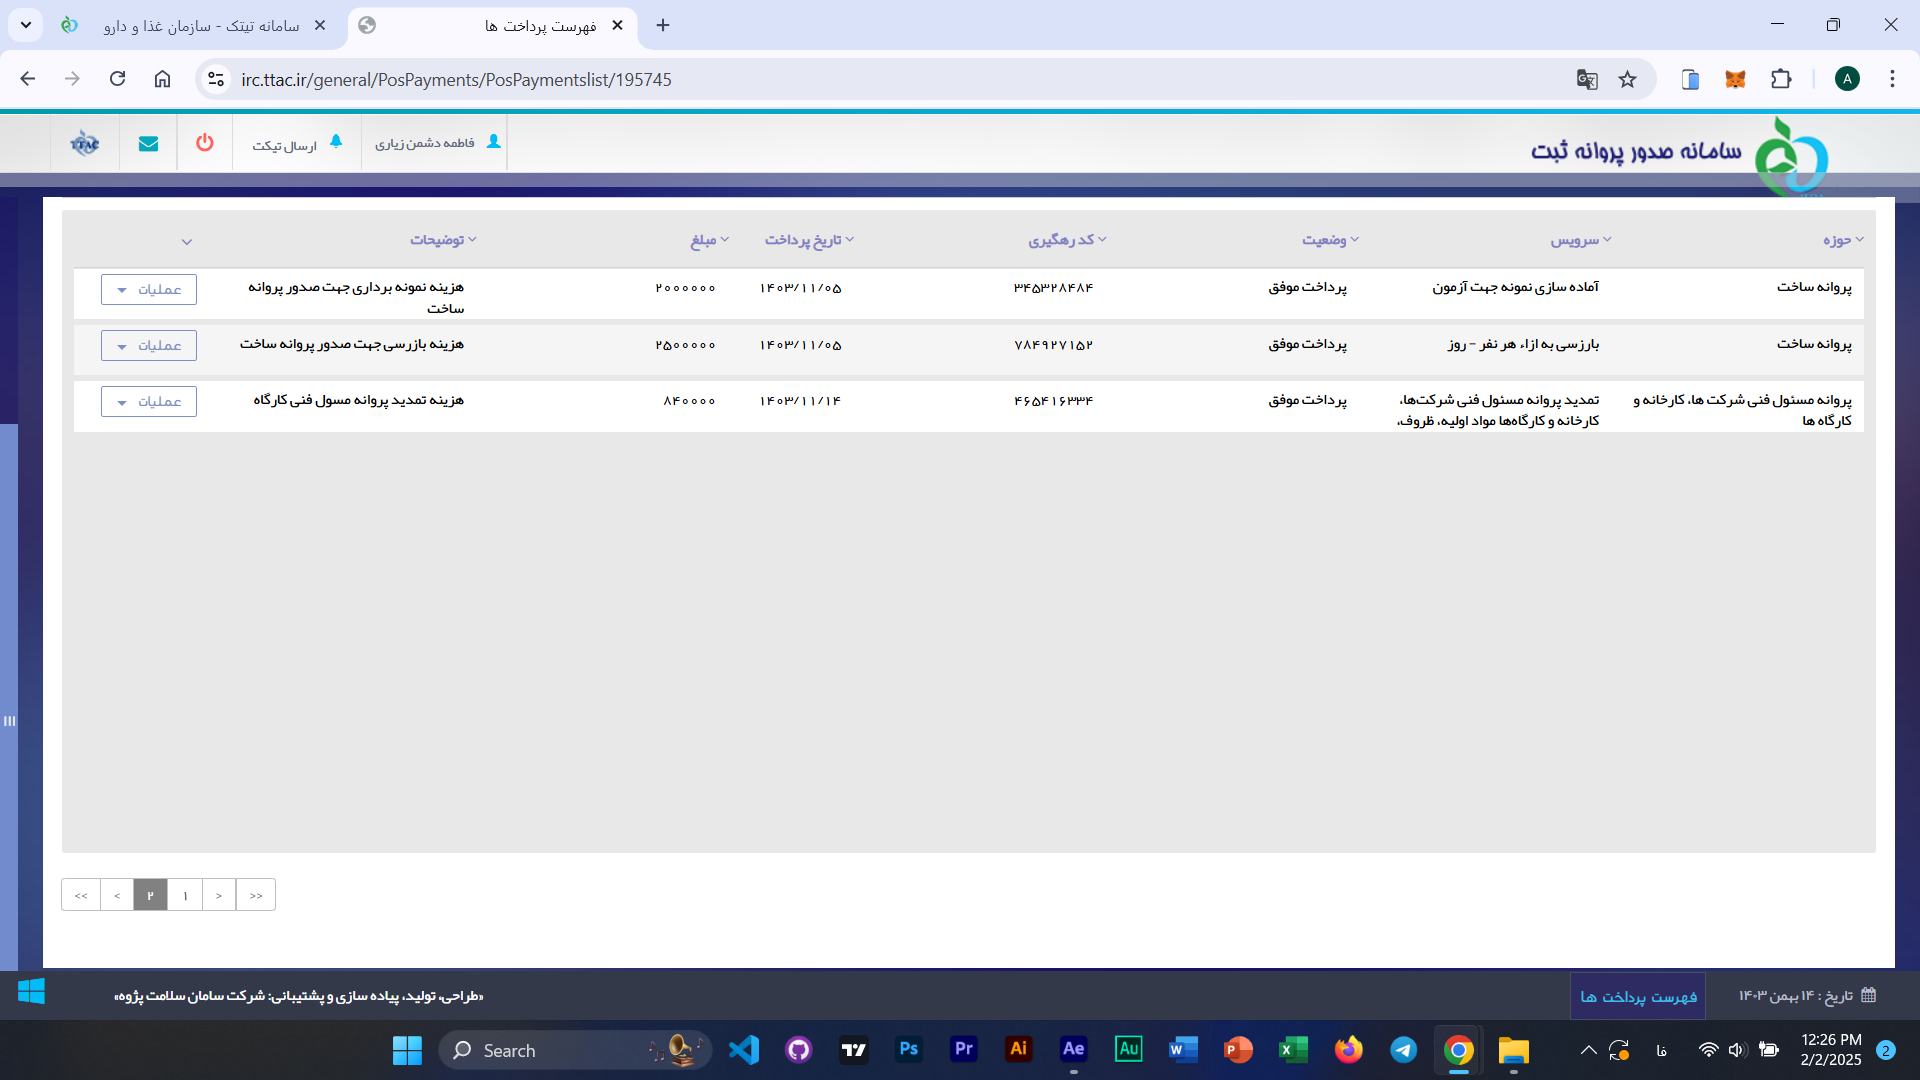 سامانه تیتک - سازمان غذا و دارو
فهرست پرداخت ها
irc.ttac.ir/general/PosPayments/PosPaymentslist/195745
A
سامانه صدور پروانه ثبت
فاطمه دشمن زیاری
ارسال تیکت
TTAC
حوزه سرویس وضعیت کد رهگیری تاریخ پرداخت مبلغ توضیحات
پروانه ساخت آماده سازی نمونه جهت آزمون پرداخت موفق ۳۴۵۳۲۸۴۸۴ ۱۴۰۳/۱۱/۰۵ ۲۰۰۰۰۰۰ هزینه نمونه برداری جهت صدور پروانه
ساخت
عملیات
پروانه ساخت بازرسی به ازاء هر نفر - روز پرداخت موفق ۷۸۴۹۲۷۱۵۲ ۱۴۰۳/۱۱/۰۵ ۲۵۰۰۰۰۰ هزینه بازرسی جهت صدور پروانه ساخت
عملیات
پروانه مسئول فنی شرکت ها، کارخانه و
کارگاه ها
تمدید پروانه مسئول فنی شرکت‌ها،
کارخانه و کارگاه‌ها مواد اولیه، ظروف،
پرداخت موفق ۴۶۵۴۱۶۳۳۴ ۱۴۰۳/۱۱/۱۴ ۸۴۰۰۰۰ هزینه تمدید پروانه مسول فنی کارگاه
عملیات
<< < ۲ ۱ > >>
تاریخ : ۱۴ بهمن ۱۴۰۳
فهرست پرداخت ها
«طراحی، تولید، پیاده سازی و پشتیبانی: شرکت سامان سلامت پژوه»
Search
Ps
Pr
Ai
Ae
Au
W
P
X
فا
12:26 PM
2/2/2025
2